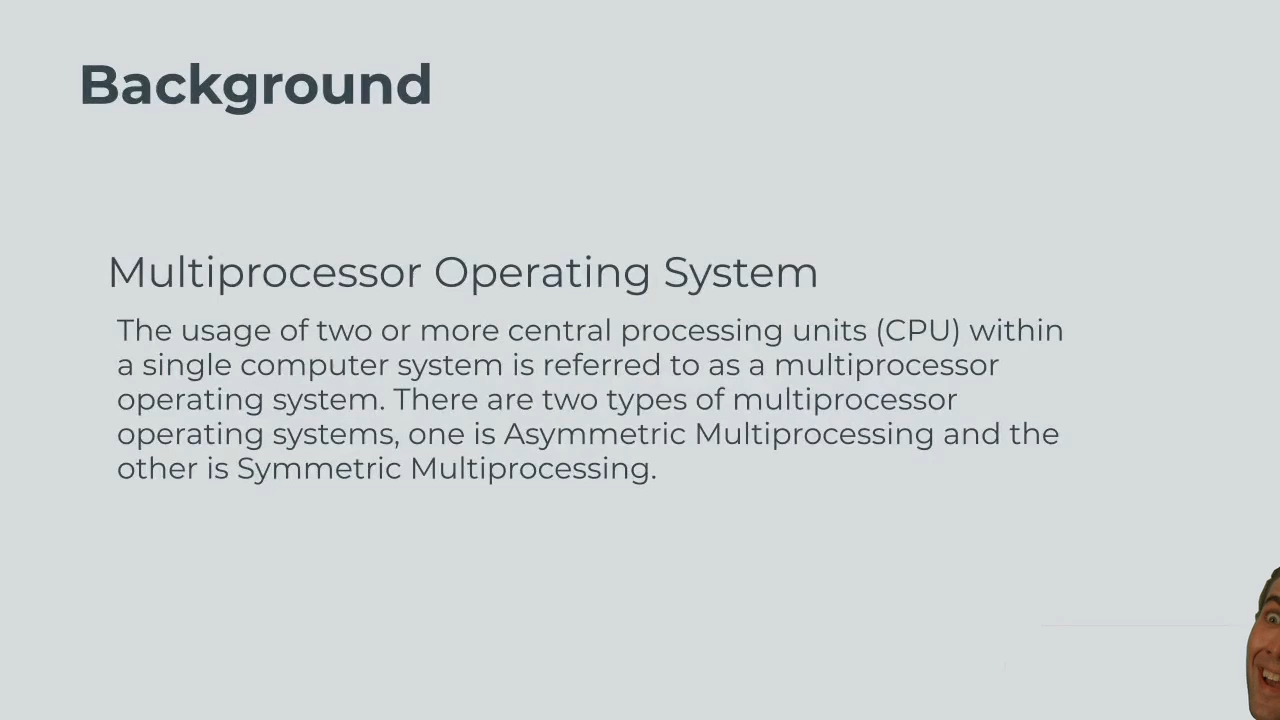 Background
Multiprocessor Operating System
The usage of two or more central processing units (CPU) within
a single computer system is referred to as a multiprocessor
operating system. There are two types of multiprocessor
operating systems, one is Asymmetric Multiprocessing and the
other is Symmetric Multiprocessing.